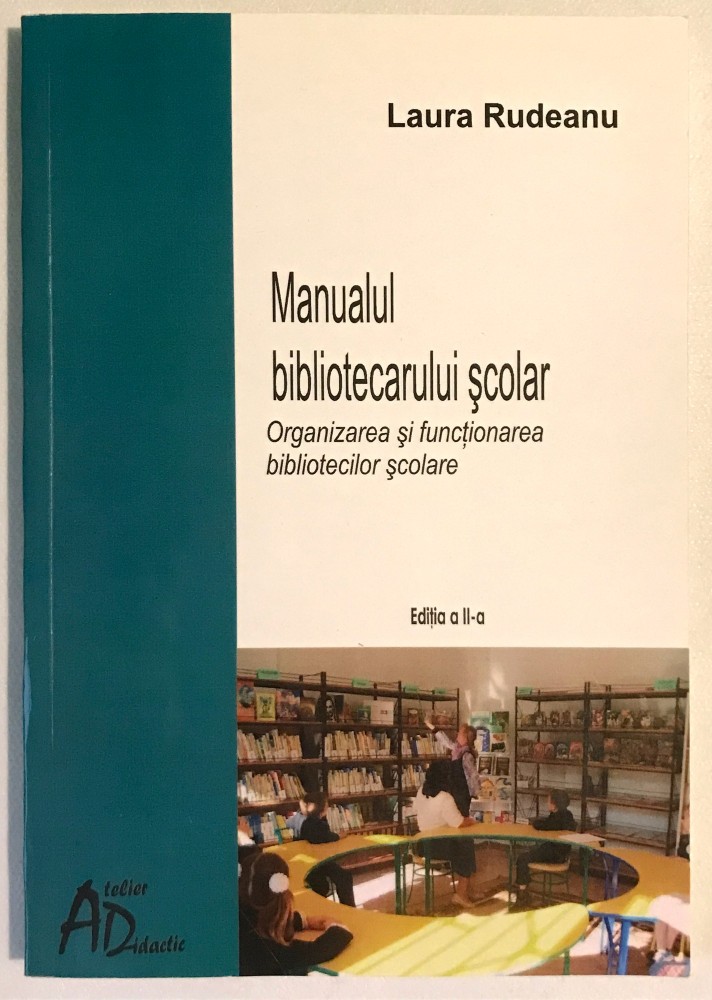 Laura Rudeanu
Manualul
bibliotecarului şcolar
Organizarea şi funcţionarea
bibliotecilor şcolare
Ediţia a II-a
Atelier
Didactic